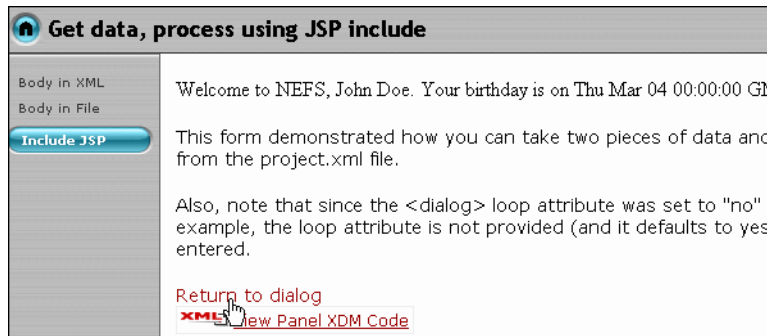 Get data, process using JSP include
Body in XML
Body in File
Include JSP
Welcome to NEFS, John Doe. Your birthday is on Thu Mar 04 00:00:00 GM
This form demonstrated how you can take two pieces of data and
from the project.xml file.
Also, note that since the <dialog> loop attribute was set to "no"
example, the loop attribute is not provided (and it defaults to yes
entered.
Return to dialog
XML Panel XDM Code